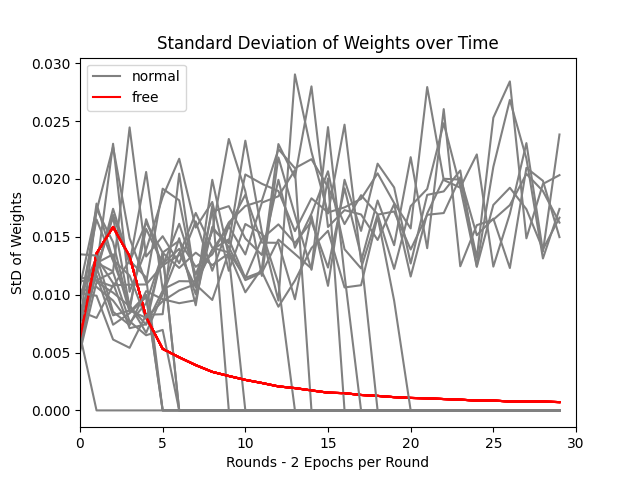 Standard Deviation of Weights over Time
normal
free
StD of Weights
0.030
0.025
0.020
0.015
0.010
0.005
0.000
0 5 10 15 20 25 30
Rounds - 2 Epochs per Round